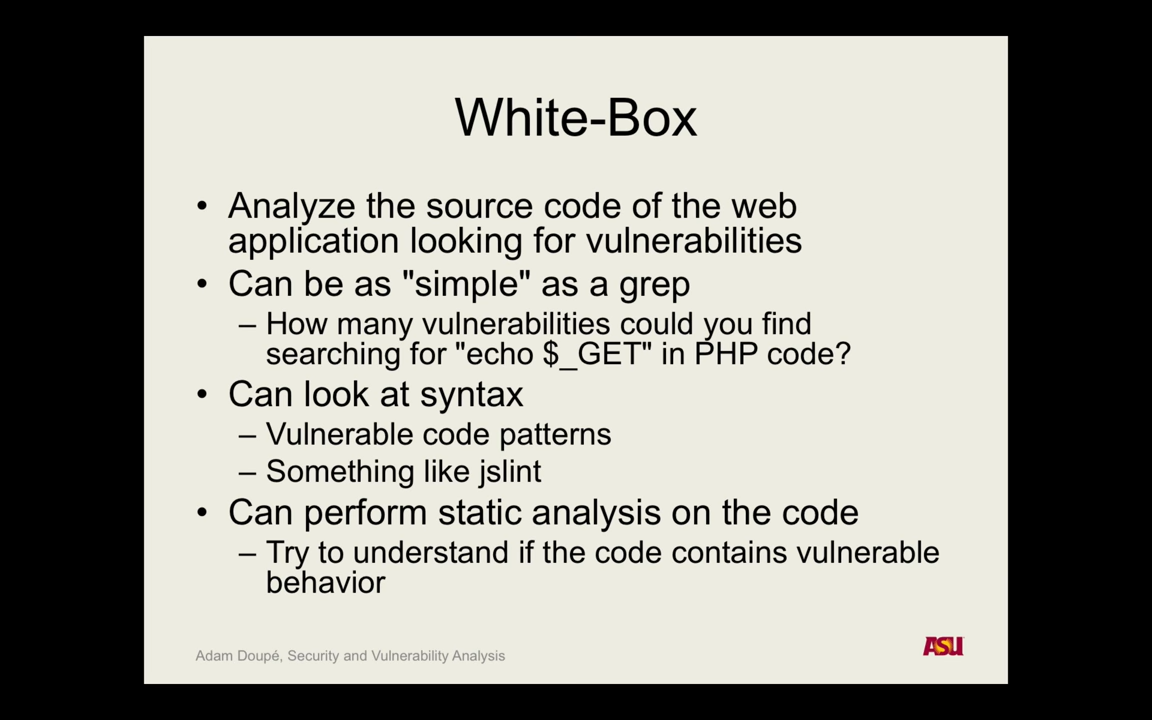 White-Box
• Analyze the source code of the web
application looking for vulnerabilities
• Can be as "simple" as a grep
– How many vulnerabilities could you find
searching for "echo $_GET" in PHP code?
• Can look at syntax
– Vulnerable code patterns
– Something like jslint
• Can perform static analysis on the code
– Try to understand if the code contains vulnerable
behavior
Adam Doupé, Security and Vulnerability Analysis
ASU